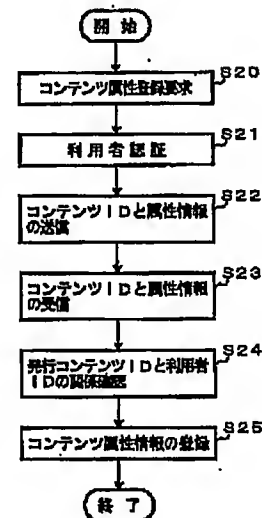 開始
S20
コンテンツ属性登録要求
S21
利用者認証
S22
コンテンツIDと属性情報
の送信
S23
コンテンツIDと属性情報
の受信
S24
発行コンテンツIDと利用者
IDの関係確認
S25
コンテンツ属性情報の登録
終了